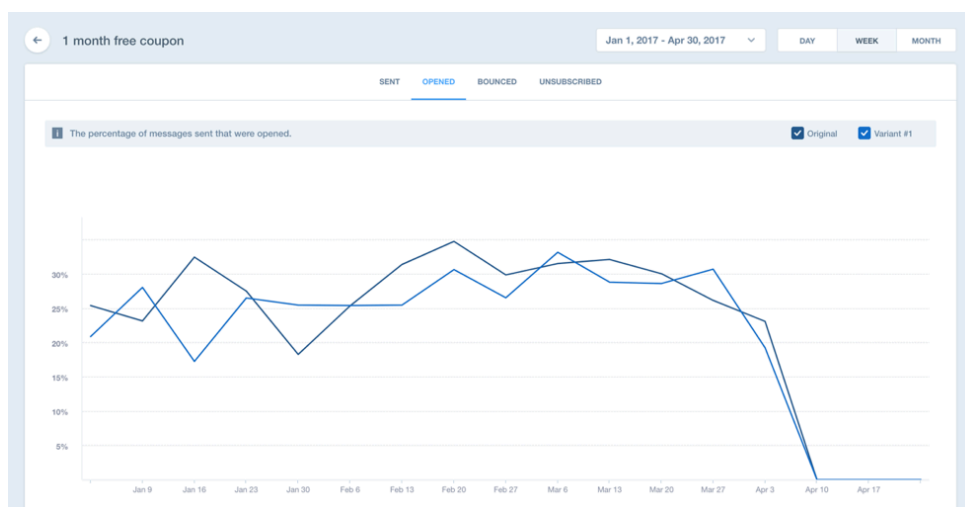 1 month free coupon
Jan 1, 2017 - Apr 30, 2017
DAY WEEK MONTH
SENT OPENED BOUNCED UNSUBSCRIBED
i The percentage of messages sent that were opened.
Original Variant #1
30%
25%
20%
15%
10%
5%
Jan 9 Jan 16 Jan 23 Jan 30 Feb 6 Feb 13 Feb 20 Feb 27 Mar 6 Mar 13 Mar 20 Mar 27 Apr 3 Apr 10 Apr 17